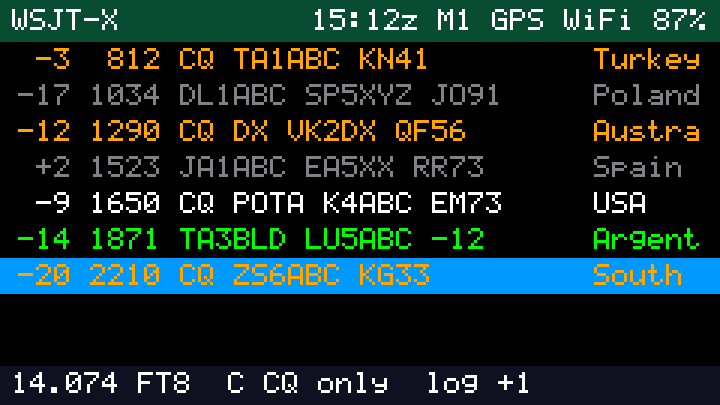 WSJT-X 15:12z M1 GPS WiFi 87%
-3 812 CQ TA1ABC KN41 Turkey
-17 1034 DL1ABC SP5XYZ JO91 Poland
-12 1290 CQ DX VK2DX QF56 Austra
+2 1523 JA1ABC EA5XX RR73 Spain
-9 1650 CQ POTA K4ABC EM73 USA
-14 1871 TA3BLD LU5ABC -12 Argent
-20 2210 CQ ZS6ABC KG33 South
14.074 FT8 C CQ only log +1